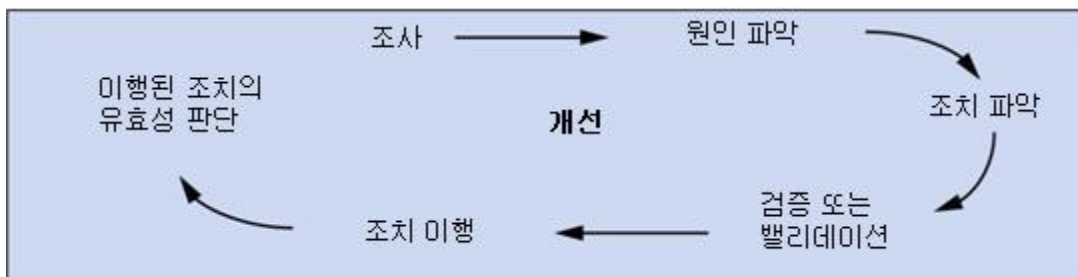 조사
원인 파악
조치 파악
검증 또는
밸리데이션
조치 이행
이행된 조치의
유효성 판단
개선